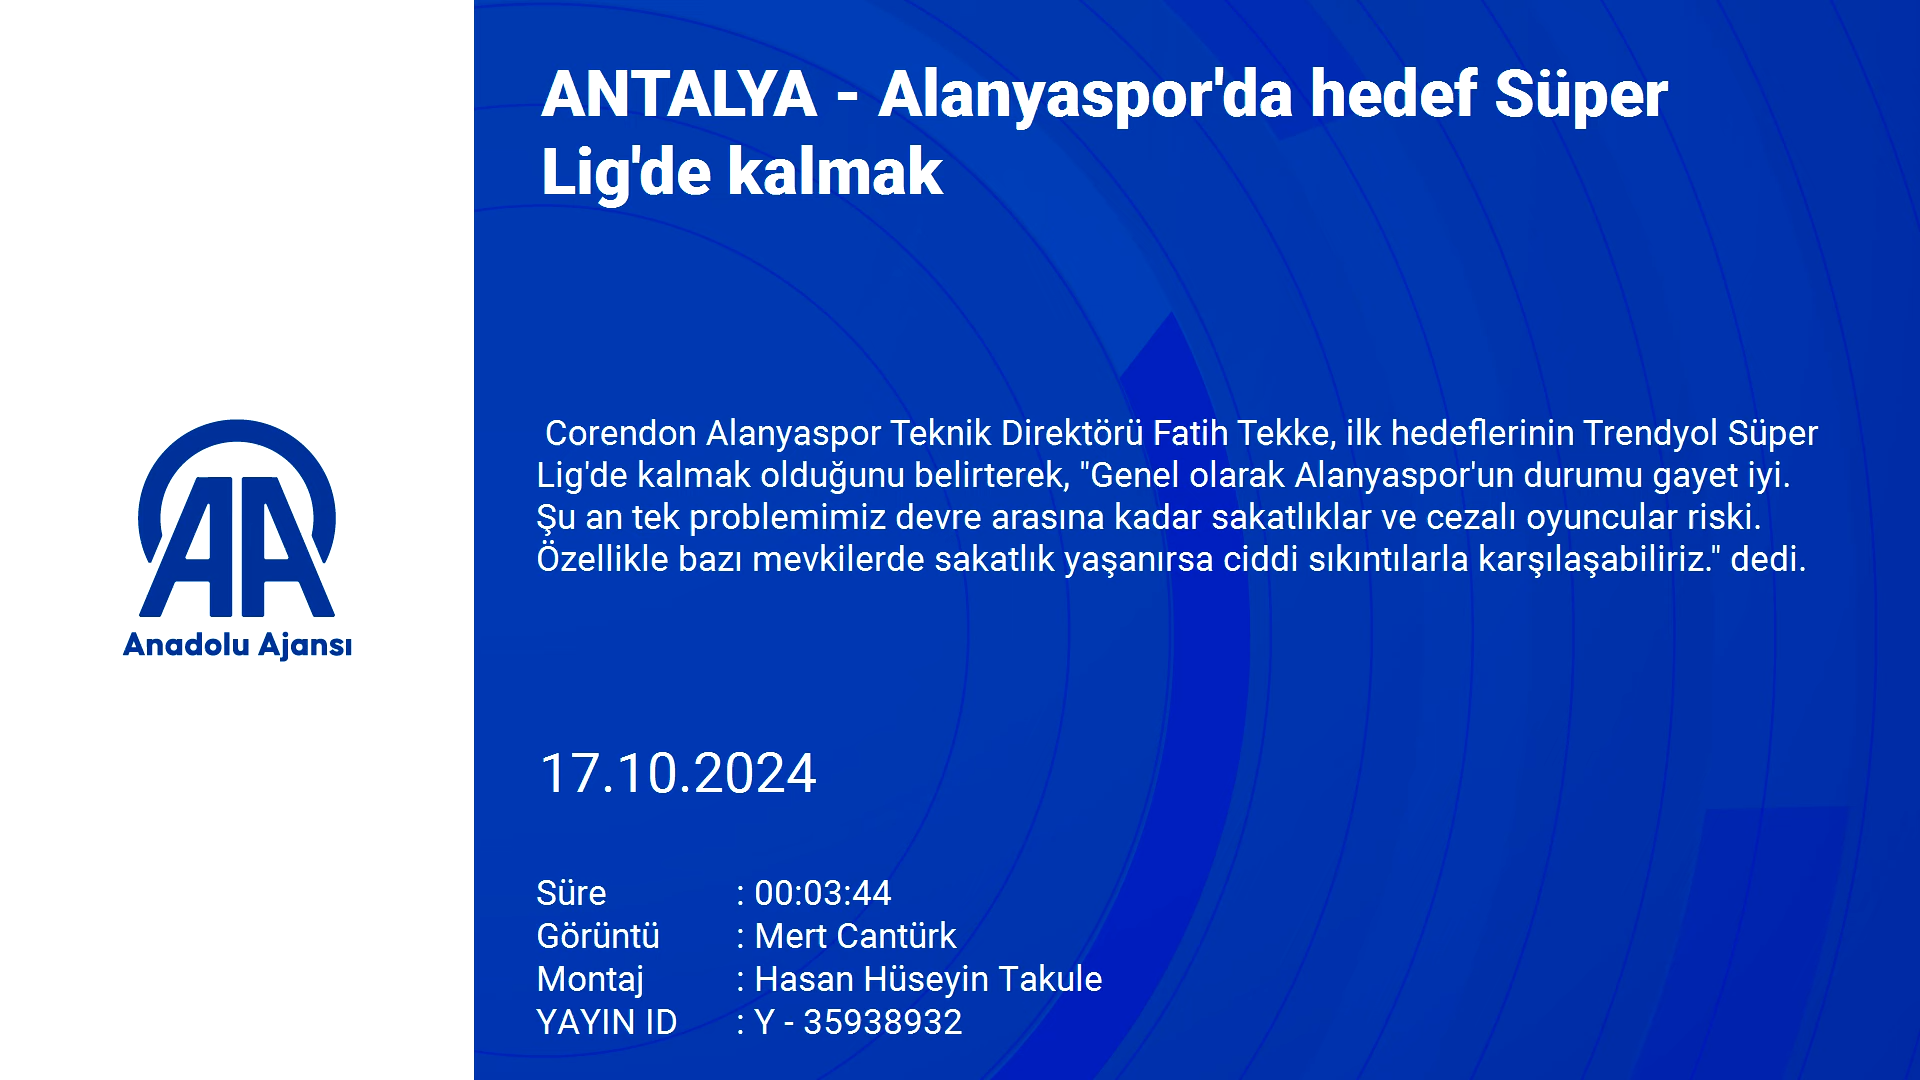 ANTALYA - Alanyaspor'da hedef Süper
Lig'de kalmak
Corendon Alanyaspor Teknik Direktörü Fatih Tekke, ilk hedeflerinin Trendyol Süper
Lig'de kalmak olduğunu belirterek, "Genel olarak Alanyaspor'un durumu gayet iyi.
Şu an tek problemimiz devre arasına kadar sakatlıklar ve cezalı oyuncular riski.
Özellikle bazı mevkilerde sakatlık yaşanırsa ciddi sıkıntılarla karşılaşabiliriz." dedi.
AA
Anadolu Ajansı
17.10.2024
Süre : 00:03:44
Görüntü : Mert Cantürk
Montaj : Hasan Hüseyin Takule
YAYIN ID : Y - 35938932